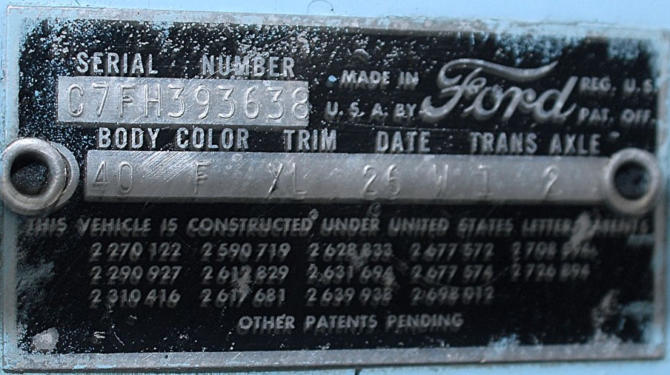 SERIAL NUMBER
C7FH393638
MADE IN
U.S.A. BY
Ford
REG. U.S.
PAT. OFF.
BODY COLOR TRIM DATE TRANS AXLE
40 F XL 26 1 2
THIS VEHICLE IS CONSTRUCTED UNDER UNITED STATES LETTERS PATENTS
2 270 122 2 590 719 2 628 833 2 677 572
2 290 927 2 612 829 2 631 694 2 677 574 2 726 894
2 310 416 2 617 681 2 639 938 2 698 012
OTHER PATENTS PENDING